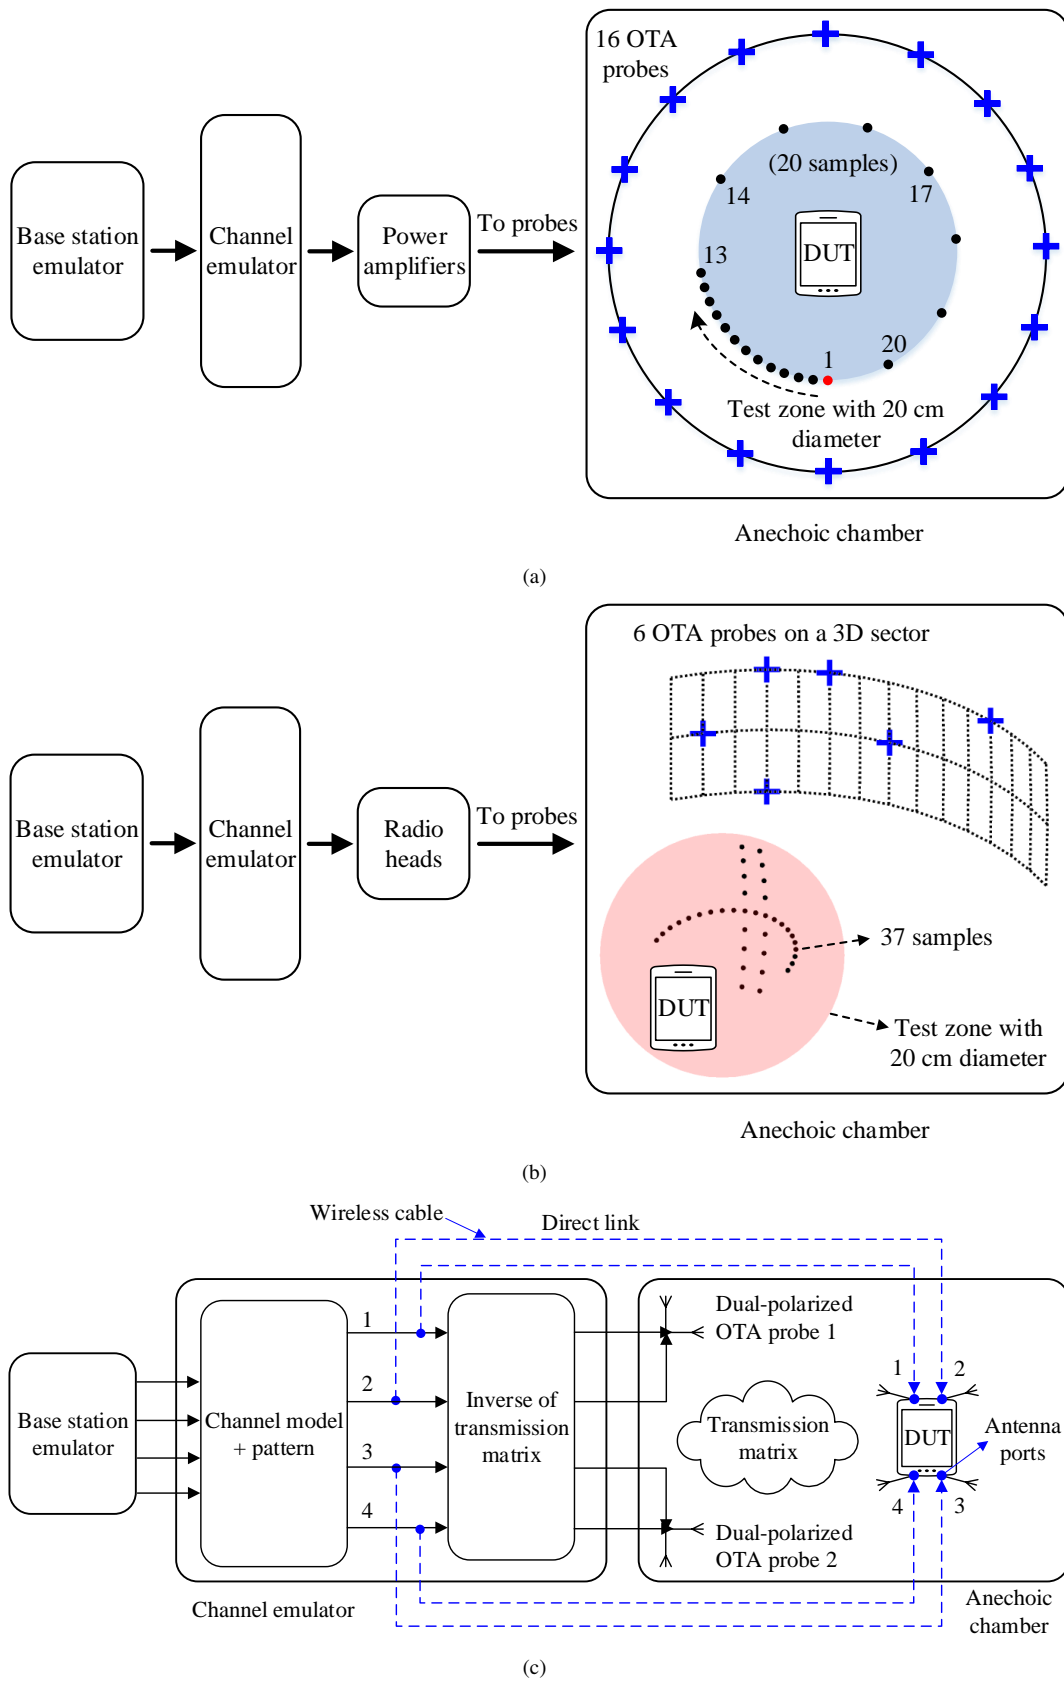 16 OTA
probes
(20 samples)
14
17
DUT
13
1
20
Test zone with 20 cm
diameter
Base station
emulator
Channel
emulator
Power
amplifiers
To probes
Anechoic chamber
(a)
6 OTA probes on a 3D sector
Base station
emulator
Channel
emulator
Radio
heads
To probes
37 samples
DUT
Test zone with
20 cm diameter
Anechoic chamber
(b)
Wireless cable
Direct link
1
2
3
4
Base station
emulator
Channel model
+ pattern
Inverse of
transmission
matrix
Dual-polarized
OTA probe 1
Transmission
matrix
1
2
DUT
4
3
Antenna
ports
Dual-polarized
OTA probe 2
Channel emulator
Anechoic
chamber
(c)